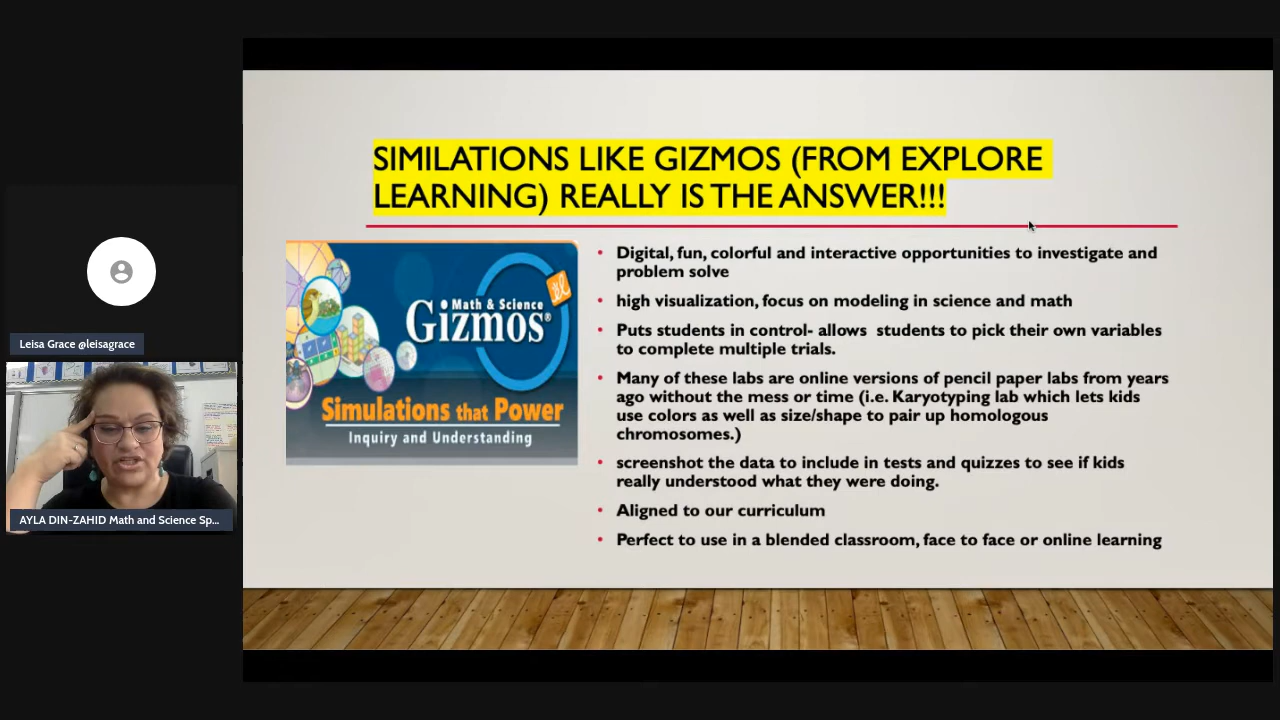 SIMILATIONS LIKE GIZMOS (FROM EXPLORE
LEARNING) REALLY IS THE ANSWER!!!
Math & Science
Gizmos®
el
Simulations that Power
Inquiry and Understanding
• Digital, fun, colorful and interactive opportunities to investigate and
problem solve
• high visualization, focus on modeling in science and math
• Puts students in control- allows students to pick their own variables
to complete multiple trials.
• Many of these labs are online versions of pencil paper labs from years
ago without the mess or time (i.e. Karyotyping lab which lets kids
use colors as well as size/shape to pair up homologous
chromosomes.)
• screenshot the data to include in tests and quizzes to see if kids
really understood what they were doing.
• Aligned to our curriculum
• Perfect to use in a blended classroom, face to face or online learning
Leisa Grace @leisagrace
AYLA DIN-ZAHID Math and Science Sp...